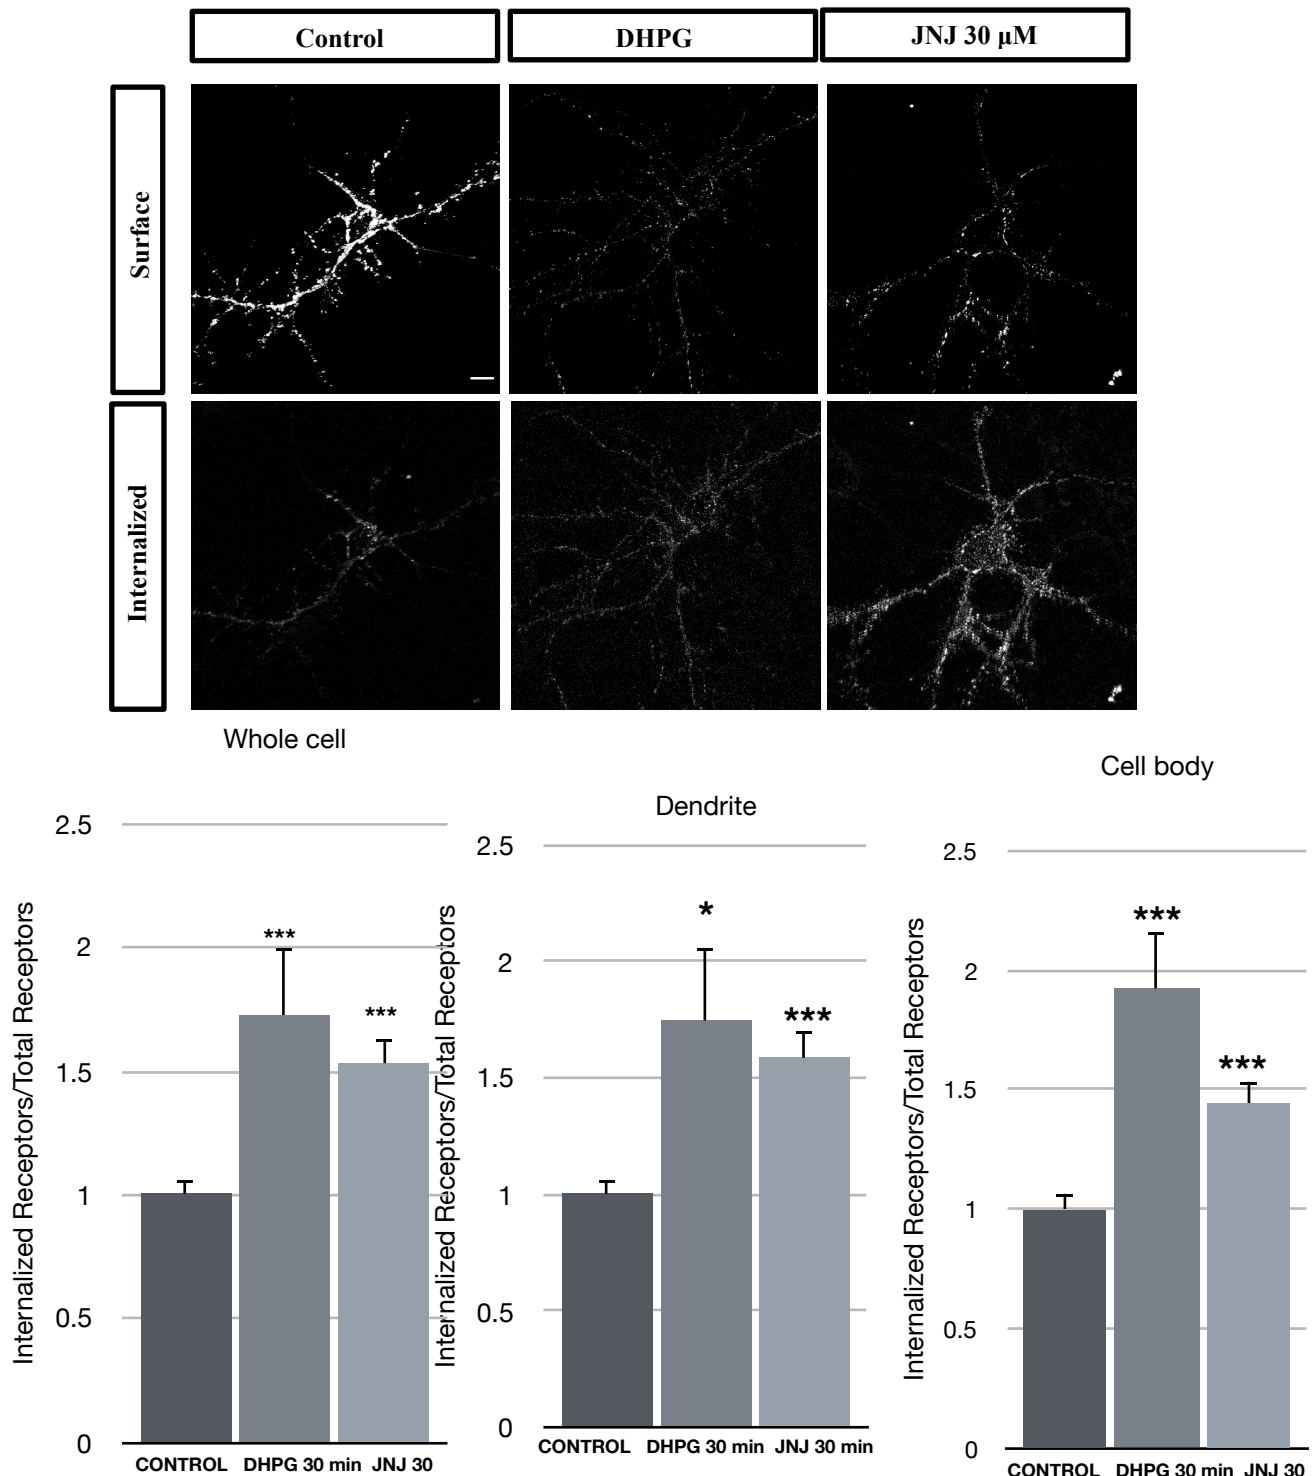 Control
DHPG
JNJ 30 μM
Surface
Internalized
Whole cell
Internalized Receptors/Total Receptors
2.5
2
1.5
1
0.5
0
***
***
CONTROL DHPG 30 min JNJ 30
Dendrite
Internalized Receptors/Total Receptors
2.5
2
1.5
1
0.5
0
*
***
CONTROL DHPG 30 min JNJ 30 min
Cell body
Internalized Receptors/Total Receptors
2.5
2
1.5
1
0.5
0
***
***
CONTROL DHPG 30 min JNJ 30